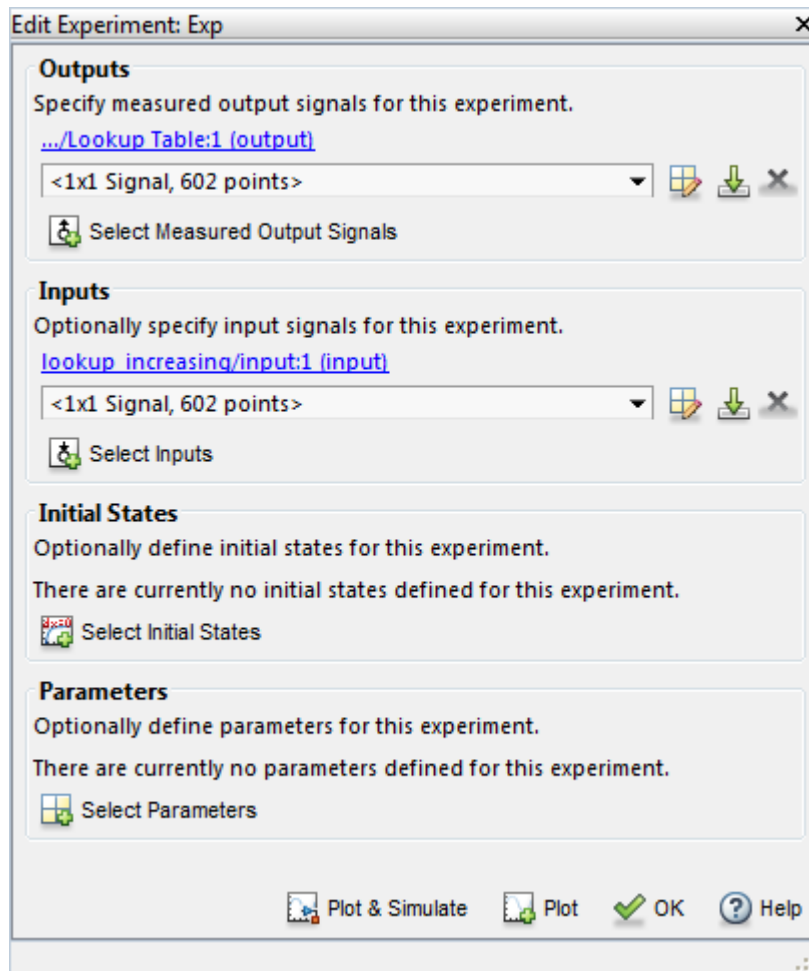 Edit Experiment: Exp
Outputs
Specify measured output signals for this experiment.
.../Lookup Table:1 (output)
<1x1 Signal, 602 points>
Select Measured Output Signals
Inputs
Optionally specify input signals for this experiment.
lookup_increasing/input:1 (input)
<1x1 Signal, 602 points>
Select Inputs
Initial States
Optionally define initial states for this experiment.
There are currently no initial states defined for this experiment.
Select Initial States
Parameters
Optionally define parameters for this experiment.
There are currently no parameters defined for this experiment.
Select Parameters
Plot & Simulate Plot OK Help